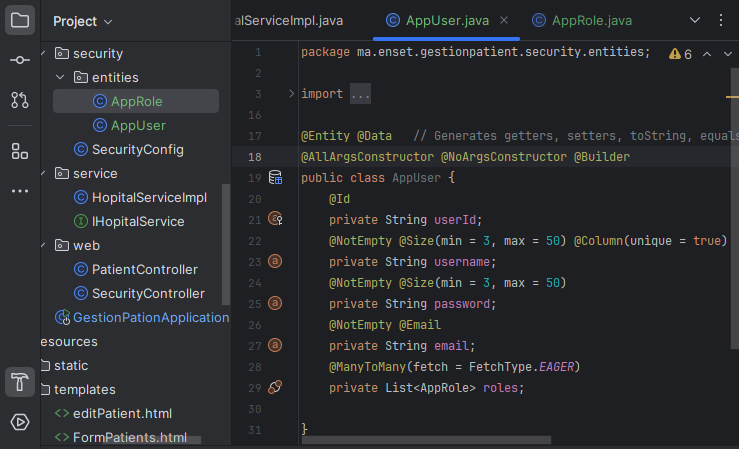 Project
security
entities
AppRole
AppUser
SecurityConfig
service
HopitalServiceImpl
IHopitalService
web
PatientController
SecurityController
GestionPationApplication
esources
static
templates
editPatient.html
FormPatients.html
alServiceImpl.java
AppUser.java
AppRole.java
6
1 package ma.enset.gestionpatient.security.entities;
2
3 import ...
16
17 @Entity @Data // Generates getters, setters, toString, equals
18 @AllArgsConstructor @NoArgsConstructor @Builder
19 public class AppUser {
20 @Id
21 private String userId;
22 @NotEmpty @Size(min = 3, max = 50) @Column(unique = true)
23 private String username;
24 @NotEmpty @Size(min = 3, max = 50)
25 private String password;
26 @NotEmpty @Email
27 private String email;
28 @ManyToMany(fetch = FetchType.EAGER)
29 private List<AppRole> roles;
30
31 }